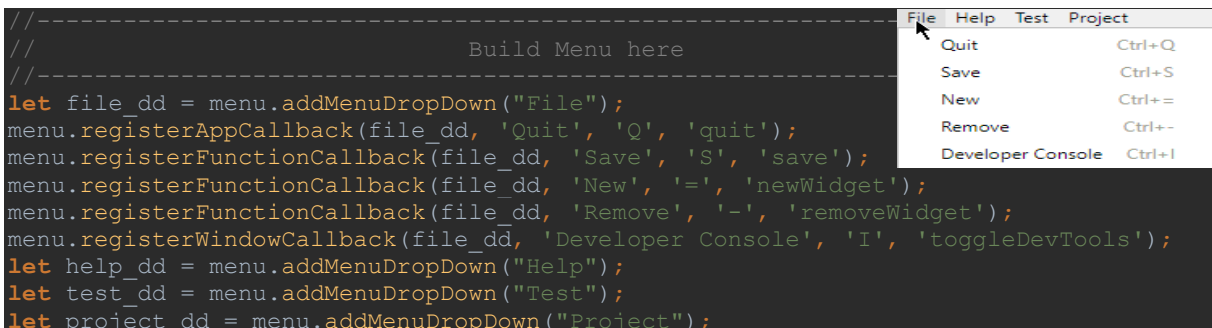 //------------------------------------------------------------
// Build Menu here
//------------------------------------------------------------
let file_dd = menu.addMenuDropDown("File");
menu.registerAppCallback(file_dd, 'Quit', 'Q', 'quit');
menu.registerFunctionCallback(file_dd, 'Save', 'S', 'save');
menu.registerFunctionCallback(file_dd, 'New', '=', 'newWidget');
menu.registerFunctionCallback(file_dd, 'Remove', '-', 'removeWidget');
menu.registerWindowCallback(file_dd, 'Developer Console', 'I', 'toggleDevTools');
let help_dd = menu.addMenuDropDown("Help");
let test_dd = menu.addMenuDropDown("Test");
let project_dd = menu.addMenuDropDown("Project");
File Help Test Project
Quit Ctrl+Q
Save Ctrl+S
New Ctrl+=
Remove Ctrl+-
Developer Console Ctrl+I